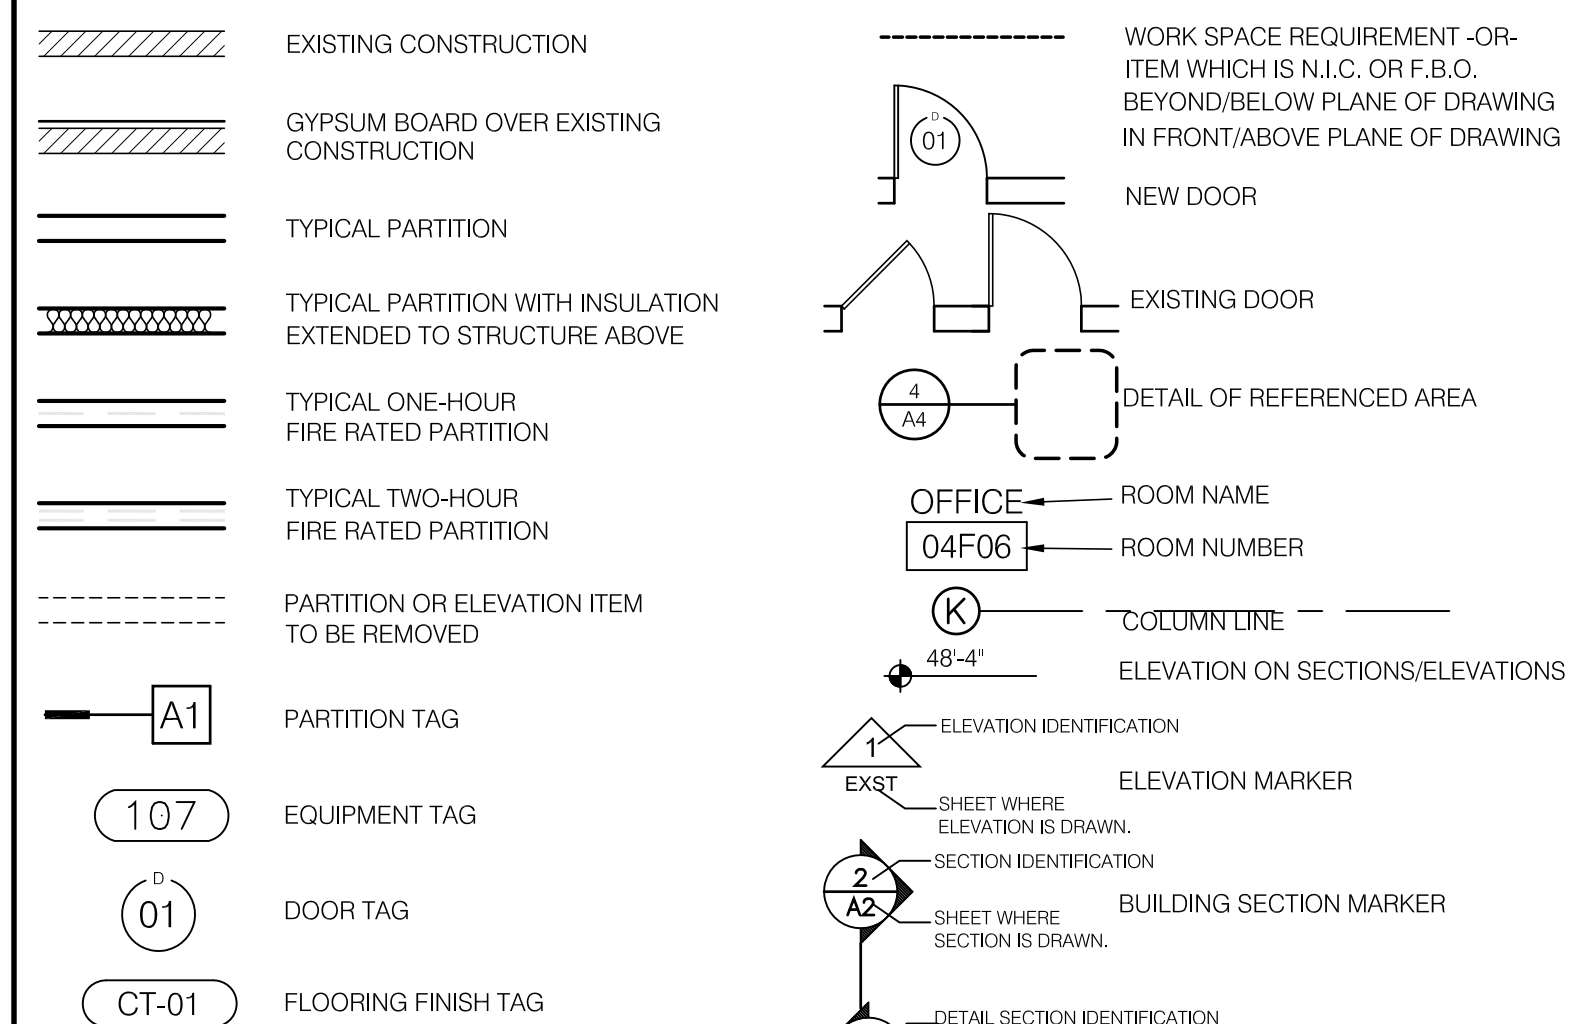 EXISTING CONSTRUCTION
GYPSUM BOARD OVER EXISTING
CONSTRUCTION
TYPICAL PARTITION
TYPICAL PARTITION WITH INSULATION
EXTENDED TO STRUCTURE ABOVE
TYPICAL ONE-HOUR
FIRE RATED PARTITION
TYPICAL TWO-HOUR
FIRE RATED PARTITION
PARTITION OR ELEVATION ITEM
TO BE REMOVED
A1
PARTITION TAG
107
EQUIPMENT TAG
D
01
DOOR TAG
CT-01
FLOORING FINISH TAG
WORK SPACE REQUIREMENT -OR-
ITEM WHICH IS N.I.C. OR F.B.O.
BEYOND/BELOW PLANE OF DRAWING
IN FRONT/ABOVE PLANE OF DRAWING
D
01
NEW DOOR
EXISTING DOOR
4
A4
DETAIL OF REFERENCED AREA
OFFICE
ROOM NAME
04F06
ROOM NUMBER
K
COLUMN LINE
48'-4"
ELEVATION ON SECTIONS/ELEVATIONS
1
ELEVATION IDENTIFICATION
EXST
ELEVATION MARKER
SHEET WHERE
ELEVATION IS DRAWN.
2
SECTION IDENTIFICATION
A2
BUILDING SECTION MARKER
SHEET WHERE
SECTION IS DRAWN.
DETAIL SECTION IDENTIFICATION